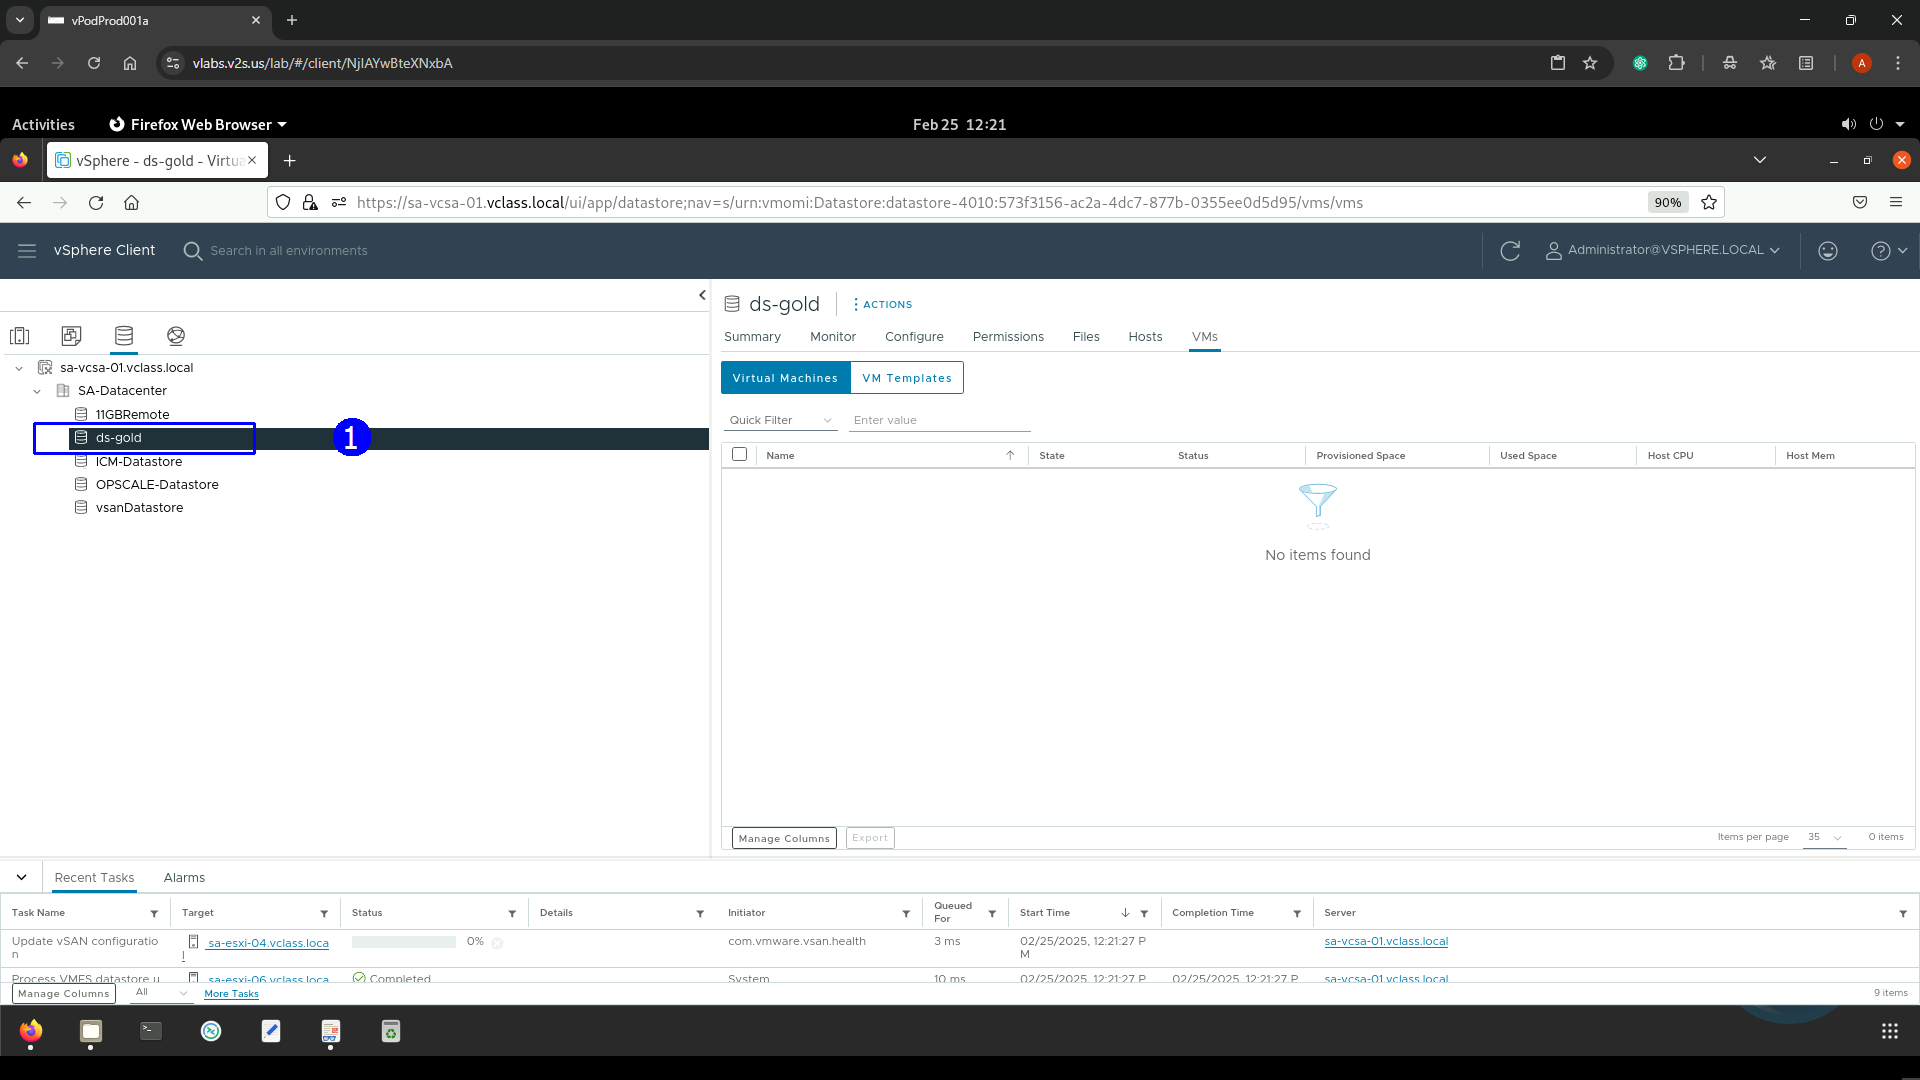 vPodProd001a
vlabs.v2s.us/lab/#/client/NjIAYwBteXNxbA
A
Activities
Firefox Web Browser
Feb 25 12:21
vSphere - ds-gold - Virtua
https://sa-vcsa-01.vclass.local/ui/app/datastore;nav=s/urn:vmomi:Datastore:datastore-4010:573f3156-ac2a-4dc7-877b-0355ee0d5d95/vms/vms
90%
vSphere Client
Search in all environments
Administrator@VSPHERE.LOCAL
ds-gold
ACTIONS
Summary Monitor Configure Permissions Files Hosts VMs
sa-vcsa-01.vclass.local
SA-Datacenter
11GBRemote
ds-gold
1
ICM-Datastore
OPSCALE-Datastore
vsanDatastore
Virtual Machines VM Templates
Quick Filter Enter value
Name State Status Provisioned Space Used Space Host CPU Host Mem
No items found
Manage Columns Export
Items per page 35 0 items
Recent Tasks Alarms
Task Name Target Status Details Initiator Queued For Start Time Completion Time Server
Update vSAN configuratio
n
sa-esxi-04.vclass.loca
l
0%
com.vmware.vsan.health
3 ms
02/25/2025, 12:21:27 P
M
sa-vcsa-01.vclass.local
Process VMFS datastore u
sa-esxi-06.vclass.loca
Completed
System
10 ms
02/25/2025, 12:21:27 P
02/25/2025, 12:21:27 P
sa-vcsa-01.vclass.local
Manage Columns All More Tasks
9 items